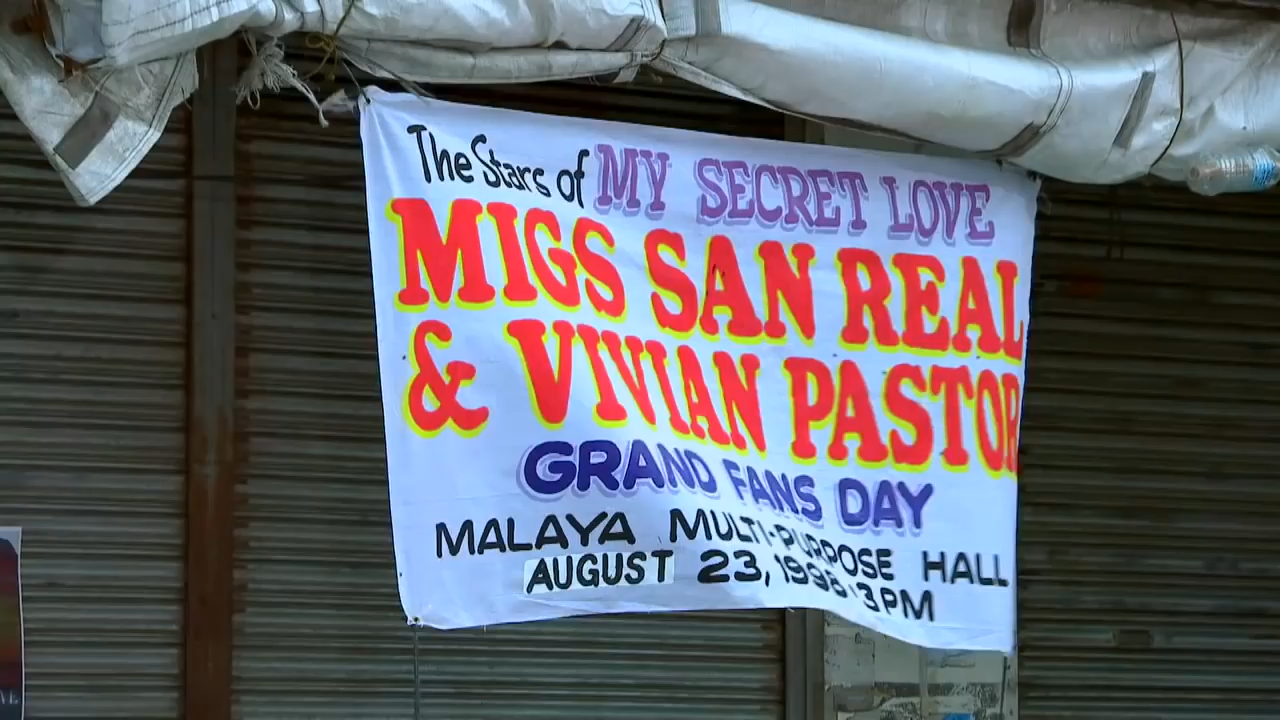 The Stars of MY SECRET LOVE
MIGS SAN REAL
& VIVIAN PASTOR
GRAND FANS DAY
MALAYA MULTI-PURPOSE HALL
AUGUST 23, 1998 3PM